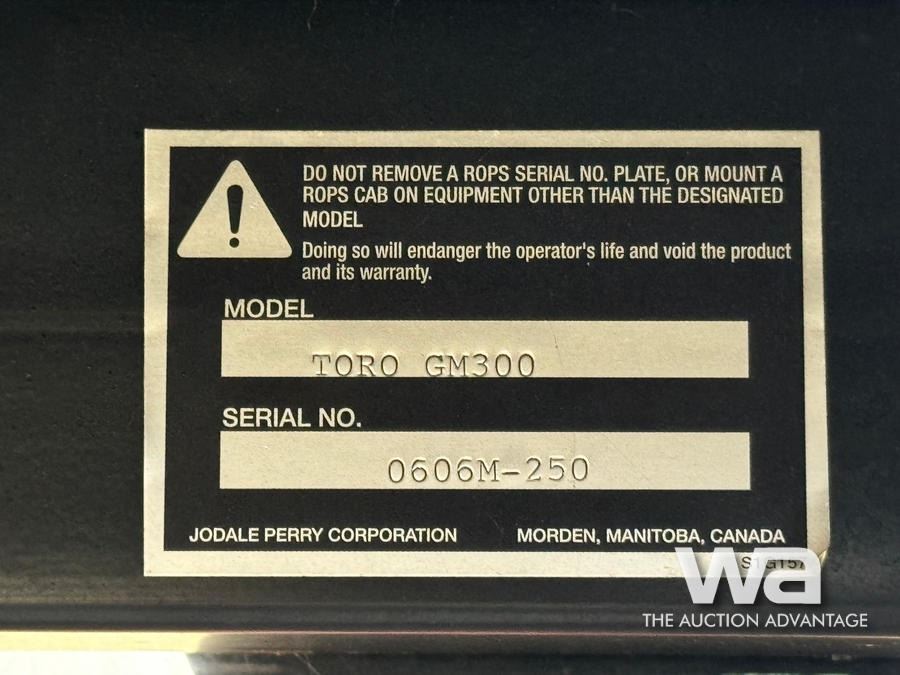 DO NOT REMOVE A ROPS SERIAL NO. PLATE, OR MOUNT A
ROPS CAB ON EQUIPMENT OTHER THAN THE DESIGNATED
MODEL
Doing so will endanger the operator's life and void the product
and its warranty.
MODEL
TORO GM300
SERIAL NO.
0606M-250
JODALE PERRY CORPORATION MORDEN, MANITOBA, CANADA
wa
THE AUCTION ADVANTAGE